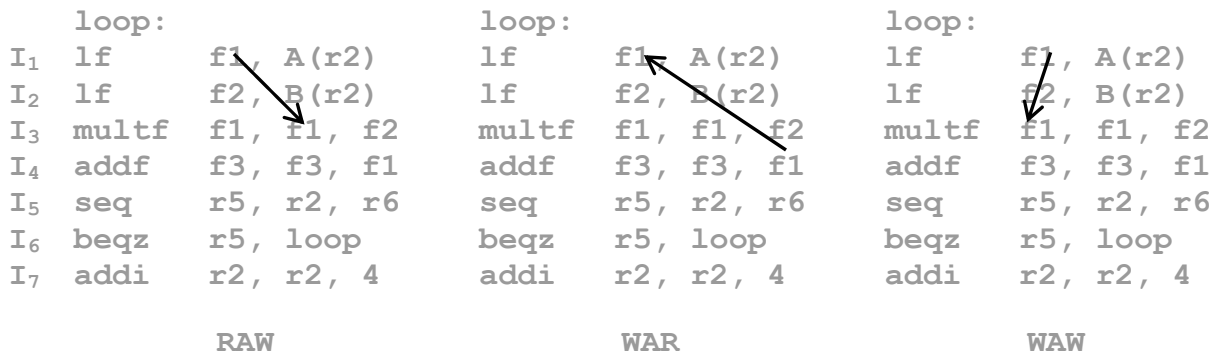 loop: loop: loop:
I₁ lf f1, A(r2) lf f1, A(r2) lf f1, A(r2)
I₂ lf f2, B(r2) lf f2, B(r2) lf f2, B(r2)
I₃ multf f1, f1, f2 multf f1, f1, f2 multf f1, f1, f2
I₄ addf f3, f3, f1 addf f3, f3, f1 addf f3, f3, f1
I₅ seq r5, r2, r6 seq r5, r2, r6 seq r5, r2, r6
I₆ beqz r5, loop beqz r5, loop beqz r5, loop
I₇ addi r2, r2, 4 addi r2, r2, 4 addi r2, r2, 4
RAW WAR WAW